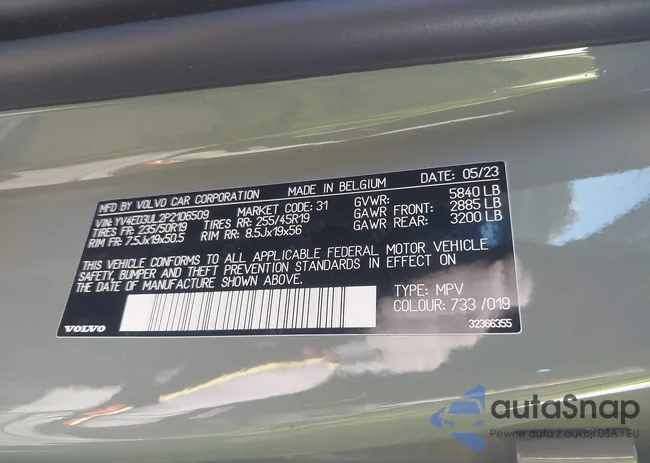 MFD BY VOLVO CAR CORPORATION MADE IN BELGIUM DATE: 05/23
VIN: YV4ED3UL2P2106509 MARKET CODE: 31 GVWR: 5840 LB
TIRES FR: 235/50R19 TIRES RR: 255/45R19 GAWR FRONT: 2885 LB
RIM FR: 7.5Jx19x50.5 RIM RR: 8.5Jx19x56 GAWR REAR: 3200 LB
THIS VEHICLE CONFORMS TO ALL APPLICABLE FEDERAL MOTOR VEHICLE
SAFETY, BUMPER AND THEFT PREVENTION STANDARDS IN EFFECT ON
THE DATE OF MANUFACTURE SHOWN ABOVE.
TYPE: MPV
COLOUR: 733 /019
VOLVO
32366355
autaSnap
Pewne auta z aukcji USA i EU